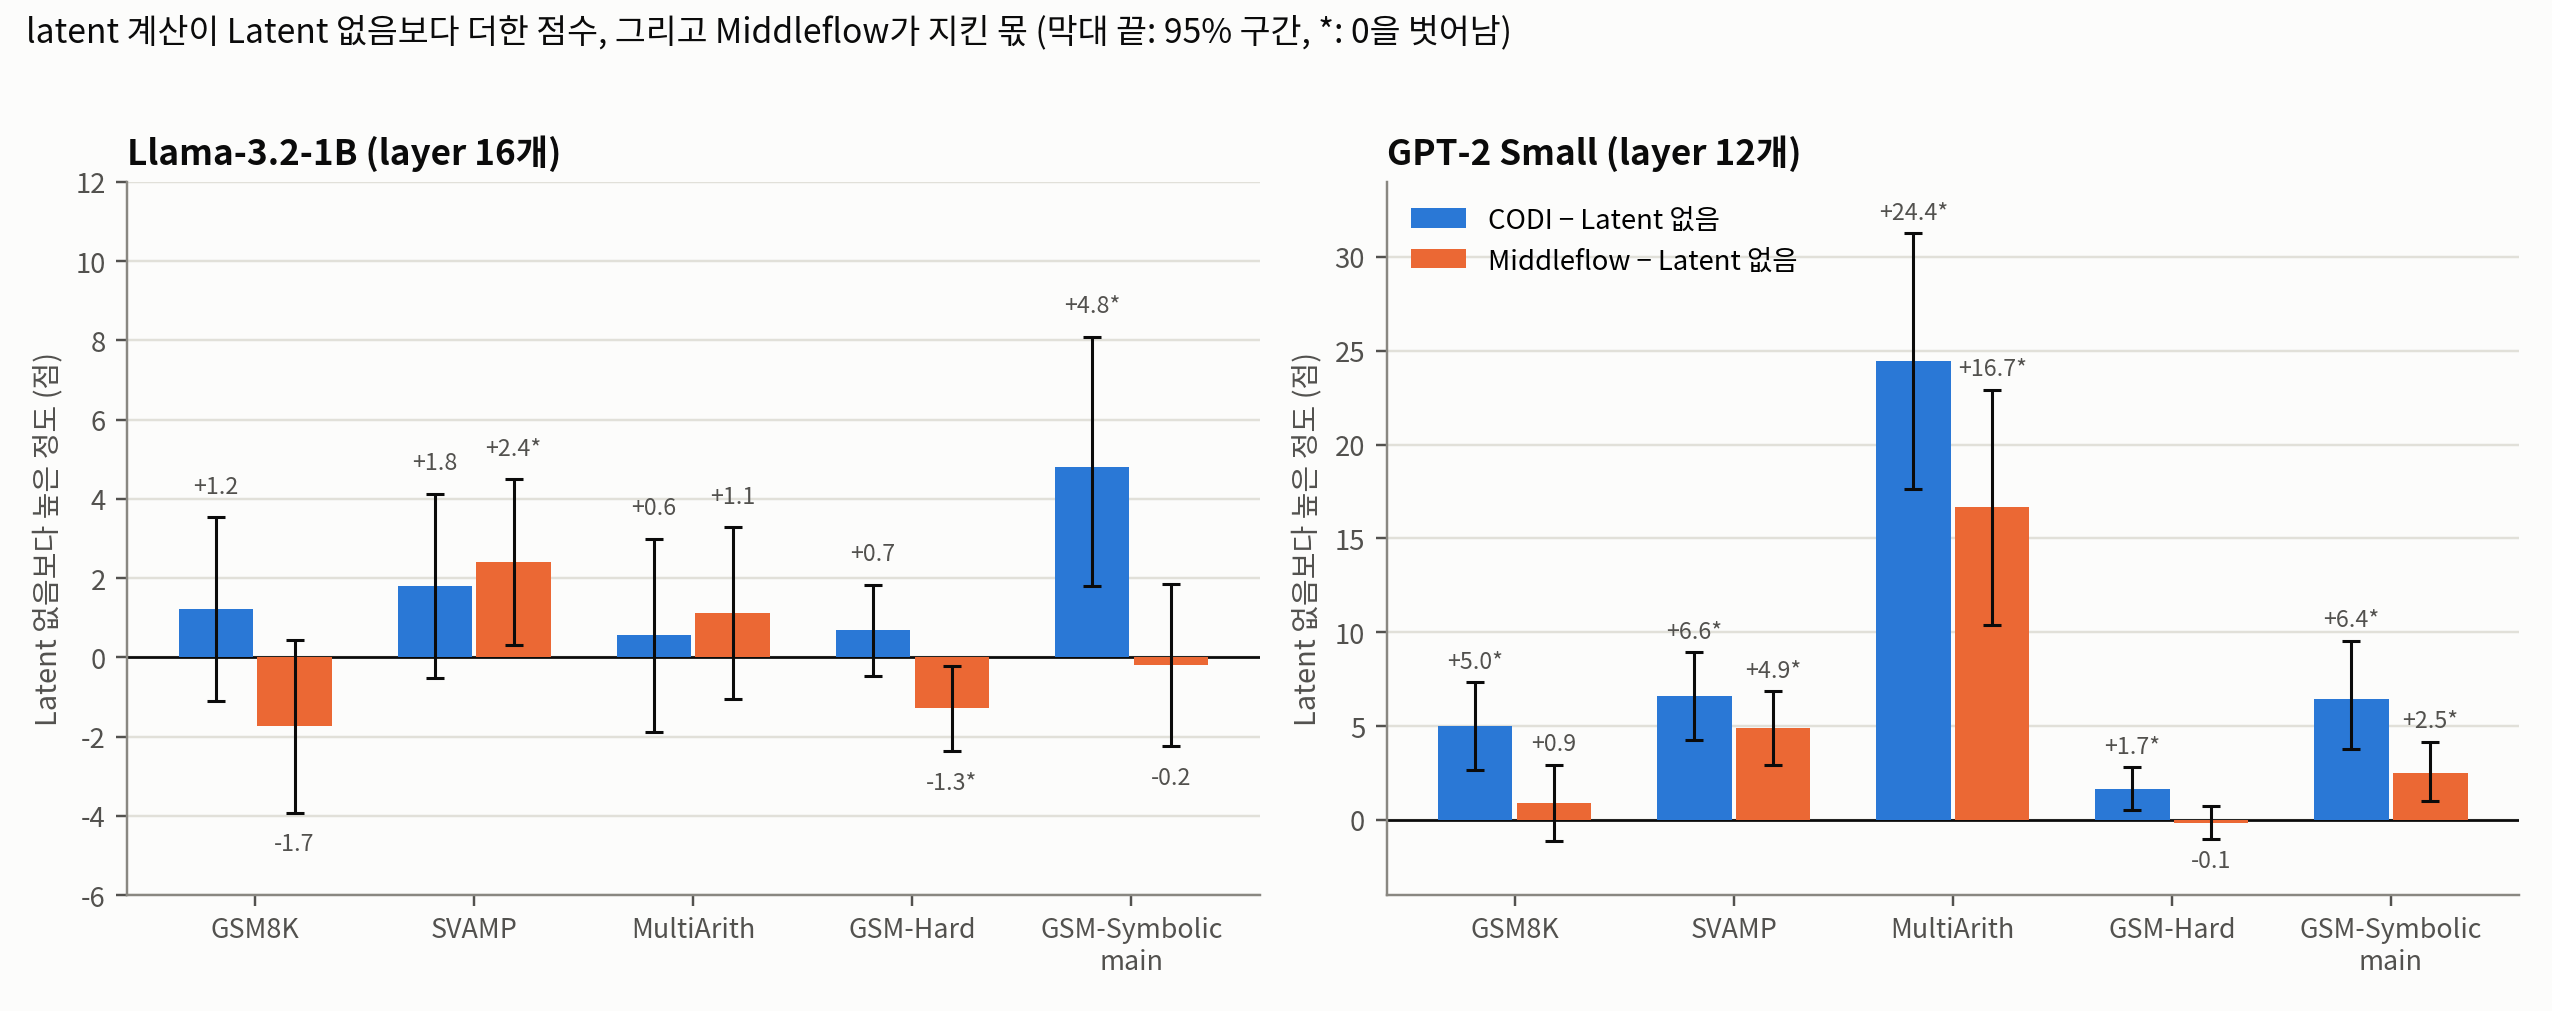 latent 계산이 Latent 없음보다 더한 점수, 그리고 Middleflow가 지킨 몫 (막대 끝: 95% 구간, *: 0을 벗어남)
Llama-3.2-1B (layer 16개)
Latent 없음보다 높은 정도 (점)
12
10
8
6
4
2
0
-2
-4
-6
+1.2
-1.7
+1.8
+2.4*
+0.6
+1.1
+0.7
-1.3*
+4.8*
-0.2
GSM8K
SVAMP
MultiArith
GSM-Hard
GSM-Symbolic
main
GPT-2 Small (layer 12개)
CODI − Latent 없음
Middleflow − Latent 없음
Latent 없음보다 높은 정도 (점)
30
25
20
15
10
5
0
+5.0*
+0.9
+6.6*
+4.9*
+24.4*
+16.7*
+1.7*
-0.1
+6.4*
+2.5*
GSM8K
SVAMP
MultiArith
GSM-Hard
GSM-Symbolic
main